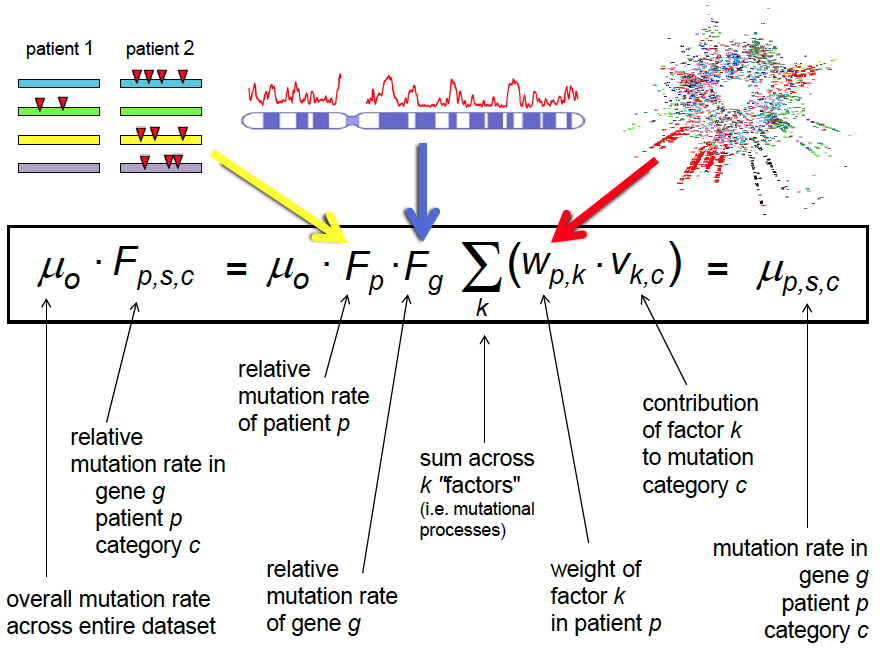 patient 1
patient 2
μo · Fp,s,c = μo · Fp · Fg ∑k (wp,k · vk,c) = μp,s,c
relative
mutation rate
of patient p
contribution
of factor k
to mutation
category c
relative
mutation rate in
gene g
patient p
category c
sum across
k "factors"
(i.e. mutational
processes)
mutation rate in
gene g
patient p
category c
overall mutation rate
across entire dataset
relative
mutation rate
of gene g
weight of
factor k
in patient p